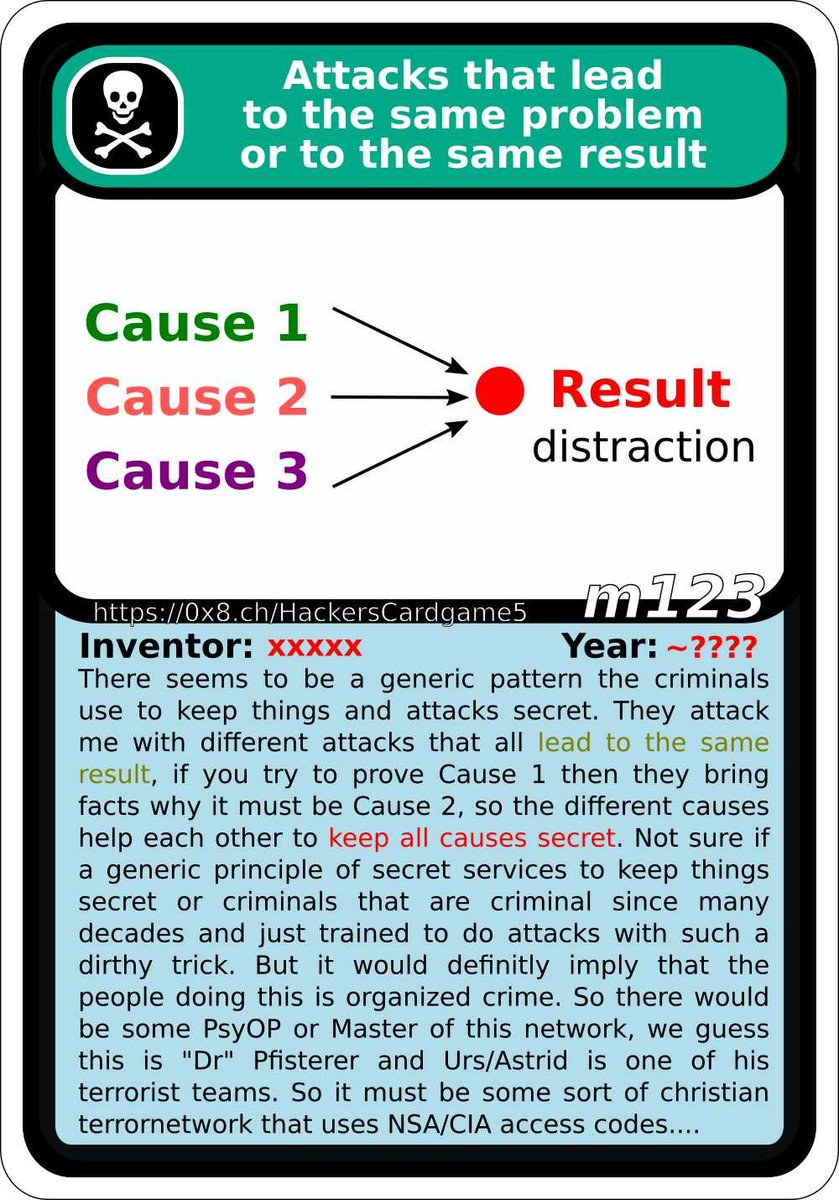 Attacks that lead
to the same problem
or to the same result
Cause 1
Cause 2
Cause 3
Result
distraction
m123
https://0x8.ch/HackersCardgame5
Inventor: xxxxx Year: ~????
There seems to be a generic pattern the criminals
use to keep things and attacks secret. They attack
me with different attacks that all lead to the same
result, if you try to prove Cause 1 then they bring
facts why it must be Cause 2, so the different causes
help each other to keep all causes secret. Not sure if
a generic principle of secret services to keep things
secret or criminals that are criminal since many
decades and just trained to do attacks with such a
dirthy trick. But it would definitly imply that the
people doing this is organized crime. So there would
be some PsyOP or Master of this network, we guess
this is "Dr" Pfisterer and Urs/Astrid is one of his
terrorist teams. So it must be some sort of christian
terrornetwork that uses NSA/CIA access codes....